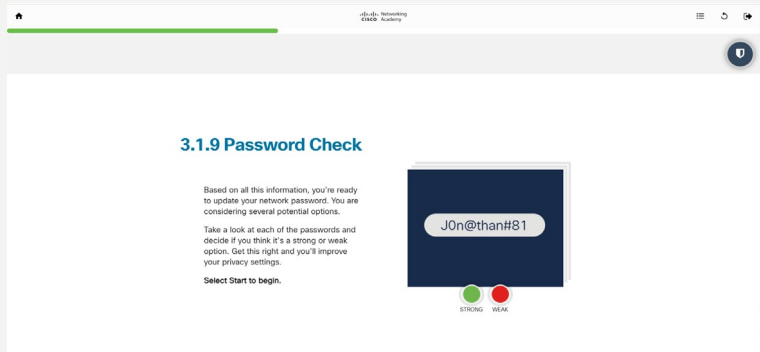 Networking
CISCO Academy
3.1.9 Password Check
Based on all this information, you're ready
to update your network password. You are
considering several potential options.
Take a look at each of the passwords and
decide if you think it's a strong or weak
option. Get this right and you'll improve
your privacy settings.
Select Start to begin.
J0n@than#81
STRONG WEAK